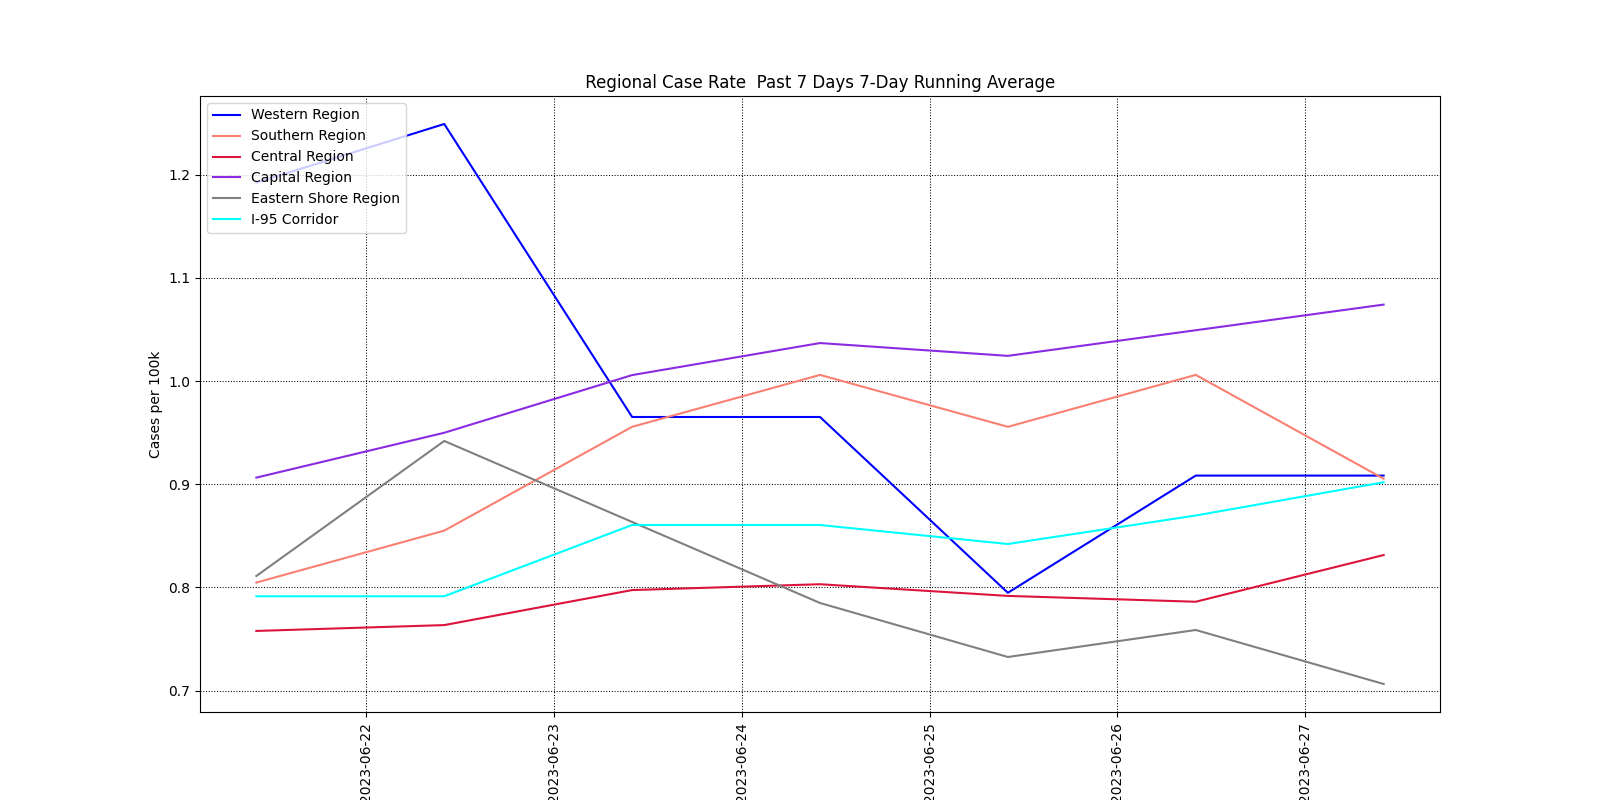 Regional Case Rate  Past 7 Days 7-Day Running Average
Western Region
Southern Region
Central Region
Capital Region
Eastern Shore Region
I-95 Corridor
Cases per 100k
1.2
1.1
1.0
0.9
0.8
0.7
2023-06-22
2023-06-23
2023-06-24
2023-06-25
2023-06-26
2023-06-27